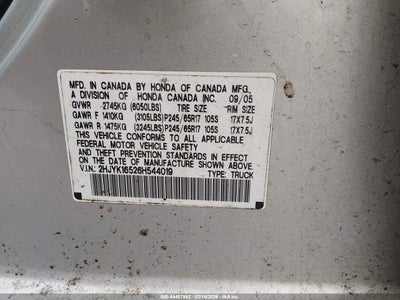 MFD. IN CANADA BY HONDA OF CANADA MFG.,
A DIVISION OF HONDA CANADA INC. 09/05
GVWR 2745KG (6050LBS) TIRE SIZE RIM SIZE
GAWR F 1410KG (3105LBS) P245/65R17 105S 17X7.5J
GAWR R 1475KG (3245LBS) P245/65R17 105S 17X7.5J
THIS VEHICLE CONFORMS TO ALL APPLICABLE
FEDERAL MOTOR VEHICLE SAFETY
AND THEFT PREVENTION STANDARDS IN EFFECT
ON THE DATE OF MANUFACTURE SHOWN ABOVE.
V.I.N.: 2HJYK16526H544019 TYPE: TRUCK